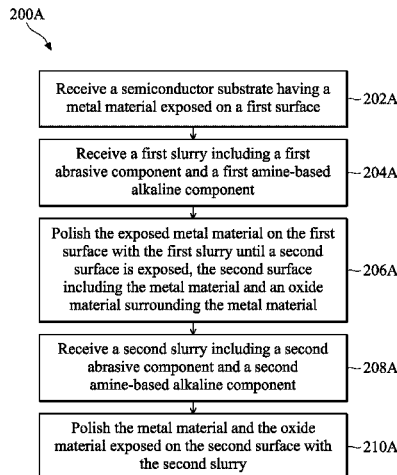 200A
Receive a semiconductor substrate having a
metal material exposed on a first surface
202A
Receive a first slurry including a first
abrasive component and a first amine-based
alkaline component
204A
Polish the exposed metal material on the first
surface with the first slurry until a second
surface is exposed, the second surface
including the metal material and an oxide
material surrounding the metal material
206A
Receive a second slurry including a second
abrasive component and a second
amine-based alkaline component
208A
Polish the metal material and the oxide
material exposed on the second surface with
the second slurry
210A